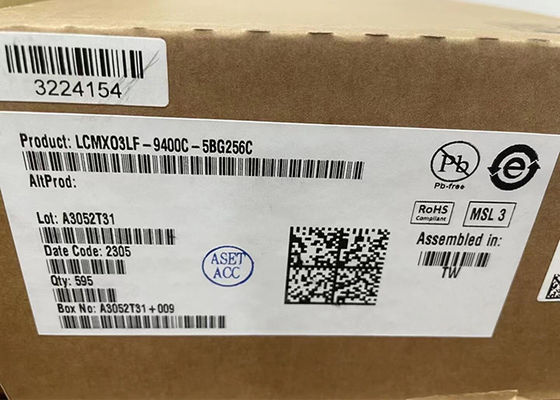 3224154
Product: LCMXO3LF-9400C-5BG256C
AltProd:
Lot: A3052T31
Date Code: 2305
Qty: 595
Box No: A3052T31+009
ASET
ACC
Pb
Pb-free
e
RoHS
Compliant
MSL 3
Assembled in:
TW